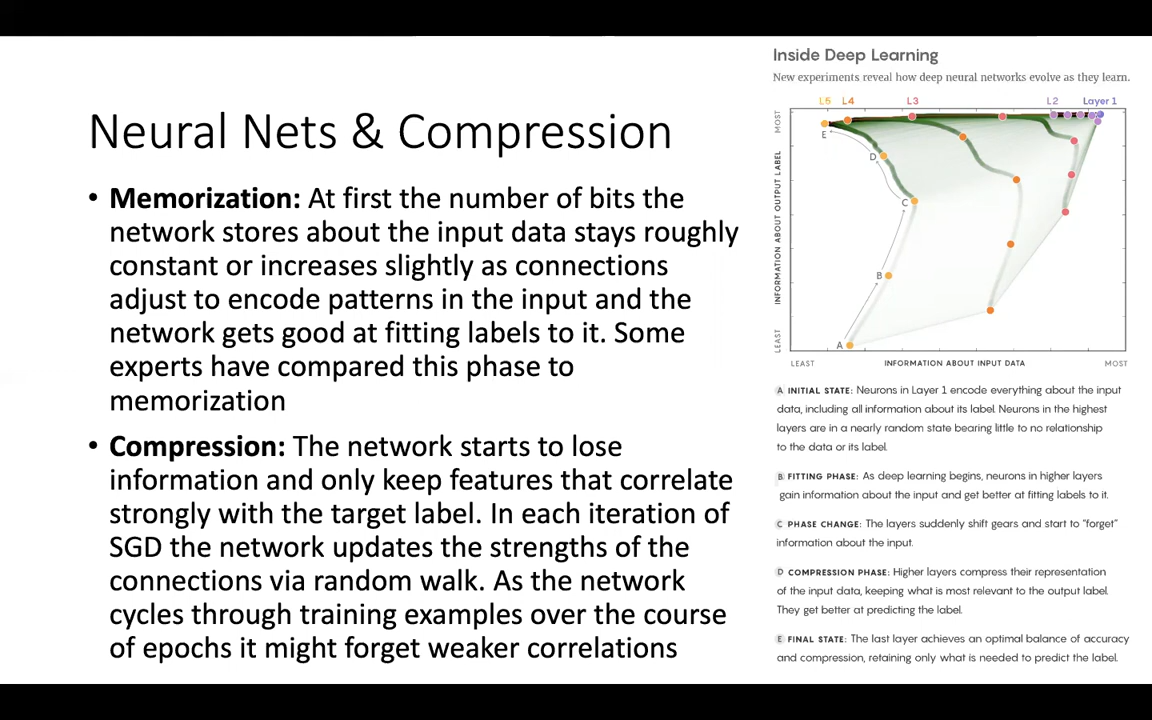 Neural Nets & Compression
• Memorization: At first the number of bits the
network stores about the input data stays roughly
constant or increases slightly as connections
adjust to encode patterns in the input and the
network gets good at fitting labels to it. Some
experts have compared this phase to
memorization
• Compression: The network starts to lose
information and only keep features that correlate
strongly with the target label. In each iteration of
SGD the network updates the strengths of the
connections via random walk. As the network
cycles through training examples over the course
of epochs it might forget weaker correlations
Inside Deep Learning
New experiments reveal how deep neural networks evolve as they learn.
L5 L4 L3 L2 Layer 1
MOST
INFORMATION ABOUT OUTPUT LABEL
LEAST
E
D
C
B
A
LEAST INFORMATION ABOUT INPUT DATA MOST
A INITIAL STATE: Neurons in Layer 1 encode everything about the input
data, including all information about its label. Neurons in the highest
layers are in a nearly random state bearing little to no relationship
to the data or its label.
B FITTING PHASE: As deep learning begins, neurons in higher layers
gain information about the input and get better at fitting labels to it.
C PHASE CHANGE: The layers suddenly shift gears and start to “forget”
information about the input.
D COMPRESSION PHASE: Higher layers compress their representation
of the input data, keeping what is most relevant to the output label.
They get better at predicting the label.
E FINAL STATE: The last layer achieves an optimal balance of accuracy
and compression, retaining only what is needed to predict the label.